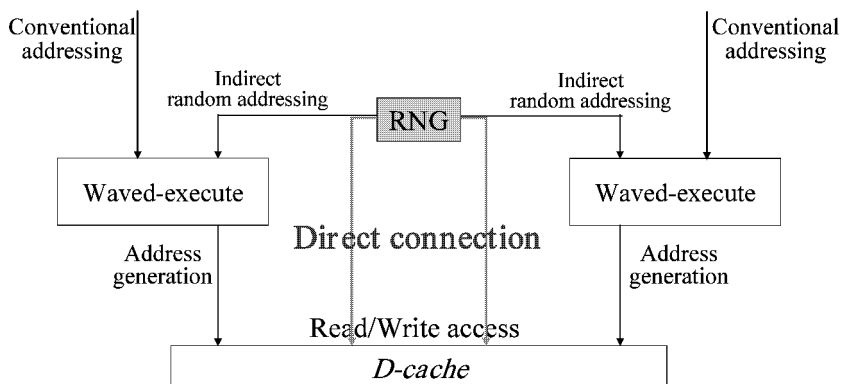 Conventional
addressing
Conventional
addressing
Indirect
random addressing
Indirect
random addressing
RNG
Waved-execute
Waved-execute
Direct connection
Address
generation
Address
generation
Read/Write access
D-cache